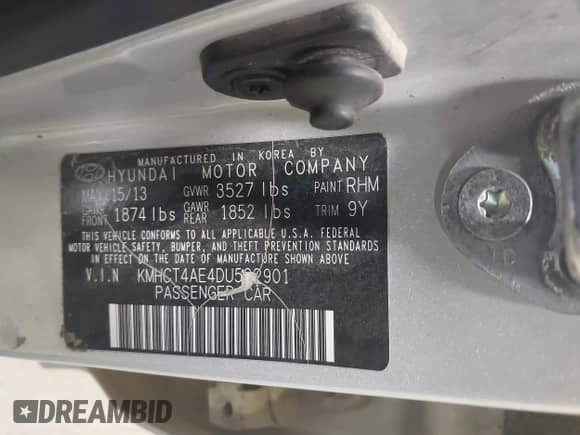 MANUFACTURED IN KOREA BY
HYUNDAI MOTOR COMPANY
GVWR 3527 lbs PAINT RHM
FRONT 1874 lbs GAWR REAR 1852 lbs TRIM 9Y
THIS VEHICLE CONFORMS TO ALL APPLICABLE U.S.A. FEDERAL
MOTOR VEHICLE SAFETY, BUMPER, AND THEFT PREVENTION STANDARDS
IN EFFECT ON THE DATE OF MANUFACTURE SHOWN ABOVE.
V.I.N
PASSENGER CAR
DREAMBID